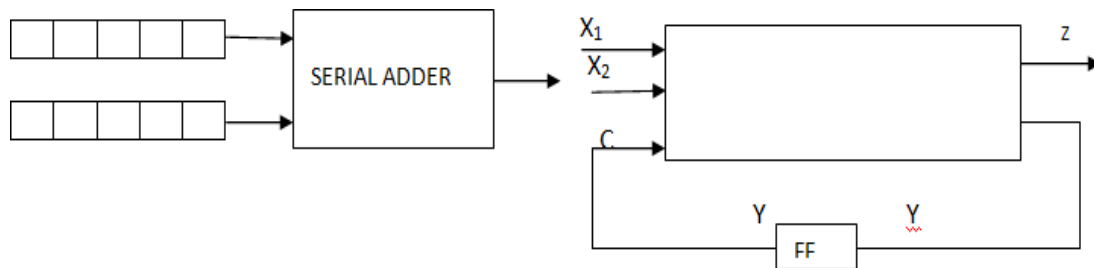 SERIAL ADDER
X₁
X₂
C
z
Y
Y
FF